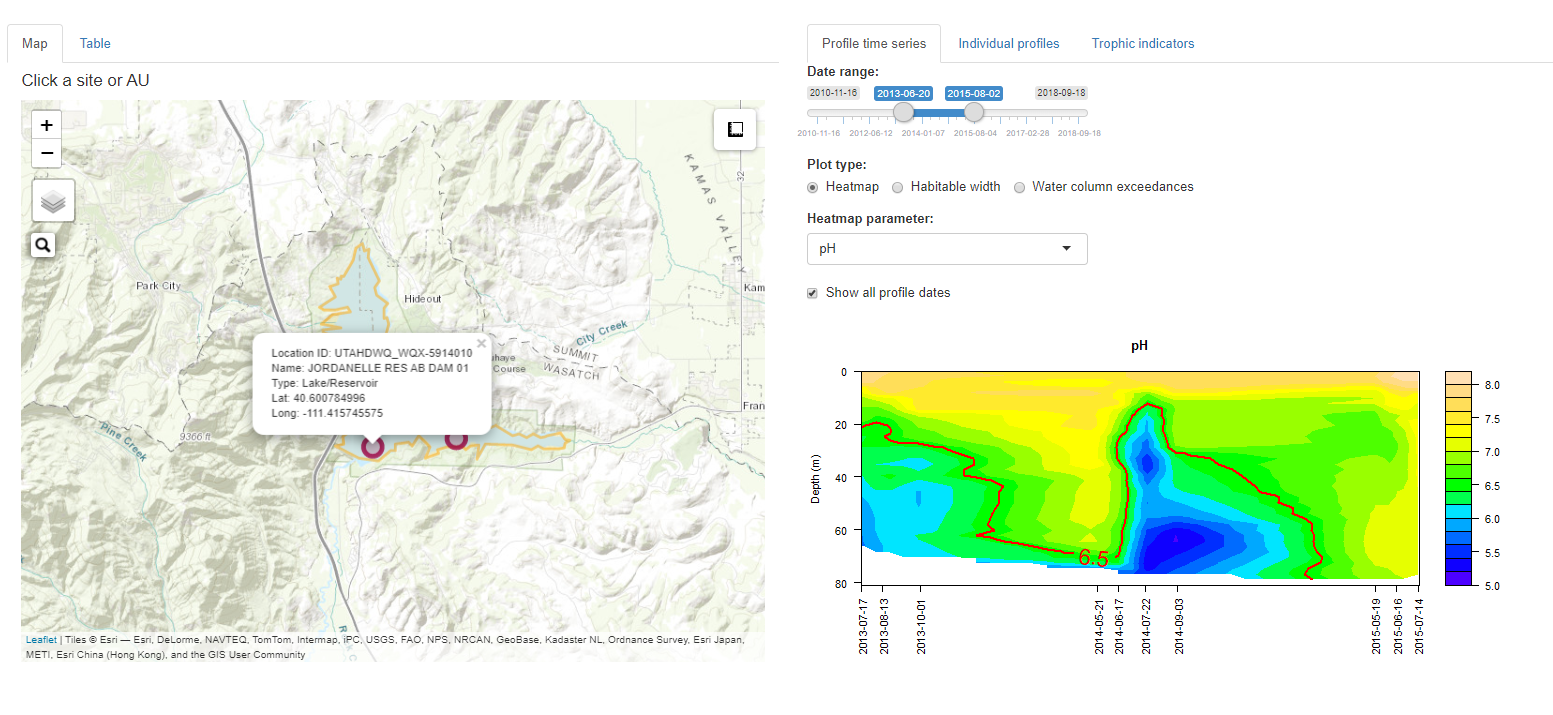 Map
Table
Click a site or AU
+
−
KAMAS VALLEY
32
Park City
Hideout
Kam
City Creek
SUMMIT
WASATCH
uhaye
Course
Fran
Location ID: UTAHDWQ_WQX-5914010
Name: JORDANELLE RES AB DAM 01
Type: Lake/Reservoir
Lat: 40.600784996
Long: -111.415745575
×
Pine Creek
9366 ft
Leaflet | Tiles © Esri — Esri, DeLorme, NAVTEQ, TomTom, Intermap, iPC, USGS, FAO, NPS, NRCAN, GeoBase, Kadaster NL, Ordnance Survey, Esri Japan,
METI, Esri China (Hong Kong), and the GIS User Community
Profile time series
Individual profiles
Trophic indicators
Date range:
2010-11-16 2013-06-20 2015-08-02 2018-09-18
2010-11-16 2012-06-12 2014-01-07 2015-08-04 2017-02-28 2018-09-18
Plot type:
Heatmap Habitable width Water column exceedances
Heatmap parameter:
pH
Show all profile dates
pH
Depth (m)
0
20
40
60
80
6.5
2013-07-17
2013-08-13
2013-10-01
2014-05-21
2014-06-17
2014-07-22
2014-09-03
2015-05-19
2015-06-16
2015-07-14
8.0
7.5
7.0
6.5
6.0
5.5
5.0